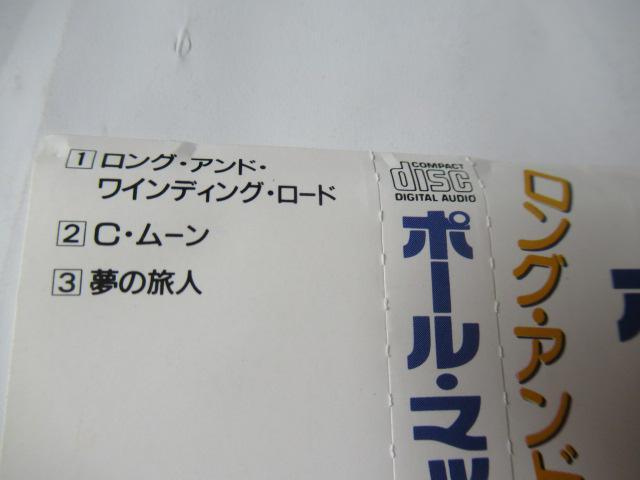 1 ロング・アンド・
ワインディング・ロード
2 C・ムーン
3 夢の旅人
COMPACT
disc
DIGITAL AUDIO
ポール・マッ
ロング・アンド